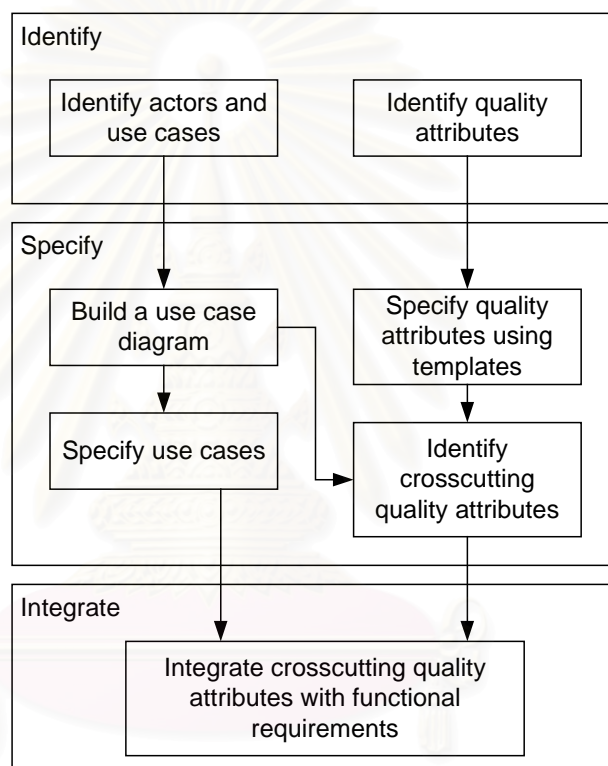 Identify
Identify actors and
use cases
Identify quality
attributes
Specify
Build a use case
diagram
Specify quality
attributes using
templates
Specify use cases
Identify
crosscutting
quality attributes
Integrate
Integrate crosscutting quality
attributes with functional
requirements